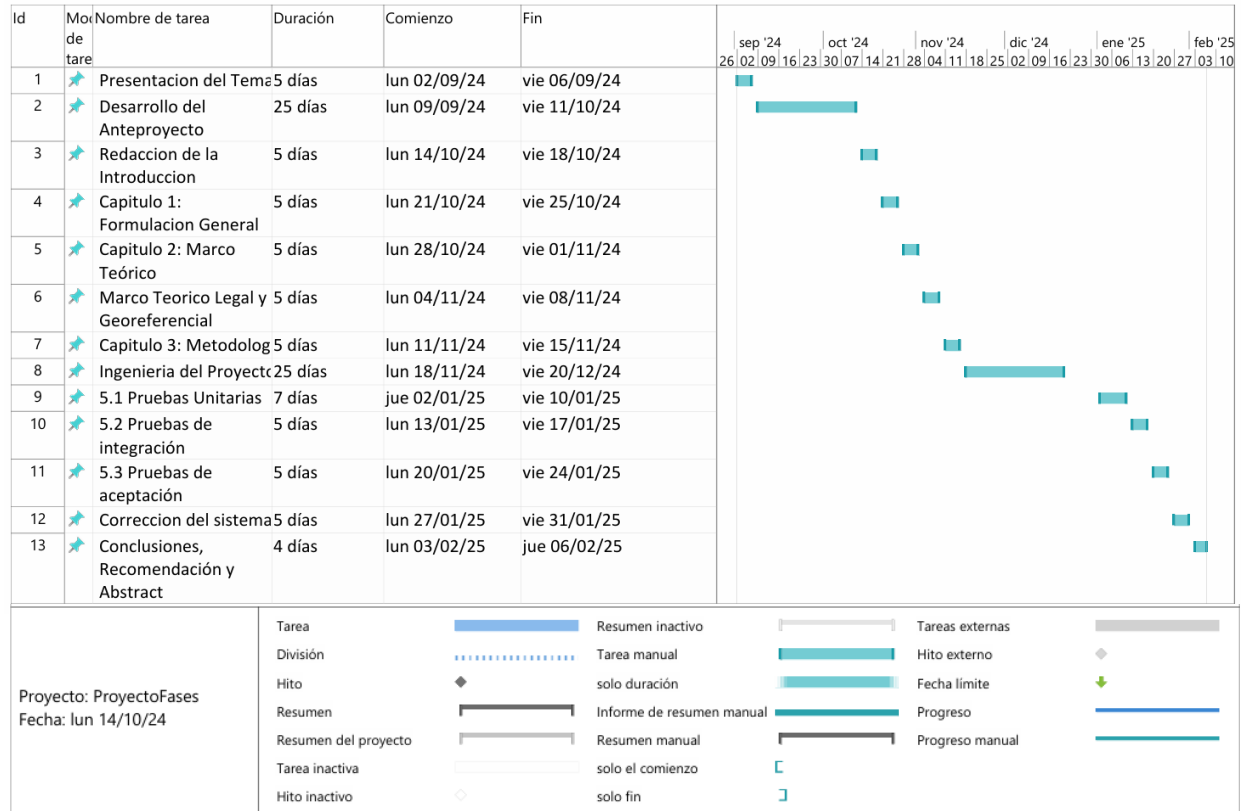 Id Moc Nombre de tarea Duración Comienzo Fin
de
tare
sep '24 oct '24 nov '24 dic '24 ene '25 feb '25
26 02 09 16 23 30 07 14 21 28 04 11 18 25 02 09 16 23 30 06 13 20 27 03 10
1 Presentacion del Tema 5 días lun 02/09/24 vie 06/09/24
2 Desarrollo del 25 días lun 09/09/24 vie 11/10/24
Anteproyecto
3 Redaccion de la 5 días lun 14/10/24 vie 18/10/24
Introduccion
4 Capitulo 1: 5 días lun 21/10/24 vie 25/10/24
Formulacion General
5 Capitulo 2: Marco 5 días lun 28/10/24 vie 01/11/24
Teórico
6 Marco Teorico Legal y 5 días lun 04/11/24 vie 08/11/24
Georeferencial
7 Capitulo 3: Metodolog 5 días lun 11/11/24 vie 15/11/24
8 Ingenieria del Proyecto 25 días lun 18/11/24 vie 20/12/24
9 5.1 Pruebas Unitarias 7 días jue 02/01/25 vie 10/01/25
10 5.2 Pruebas de 5 días lun 13/01/25 vie 17/01/25
integración
11 5.3 Pruebas de 5 días lun 20/01/25 vie 24/01/25
aceptación
12 Correccion del sistema 5 días lun 27/01/25 vie 31/01/25
13 Conclusiones, 4 días lun 03/02/25 jue 06/02/25
Recomendación y
Abstract
Proyecto: ProyectoFases
Fecha: lun 14/10/24
Tarea Resumen inactivo Tareas externas
División Tarea manual Hito externo
Hito solo duración Fecha límite
Resumen Informe de resumen manual Progreso
Resumen del proyecto Resumen manual Progreso manual
Tarea inactiva solo el comienzo
Hito inactivo solo fin